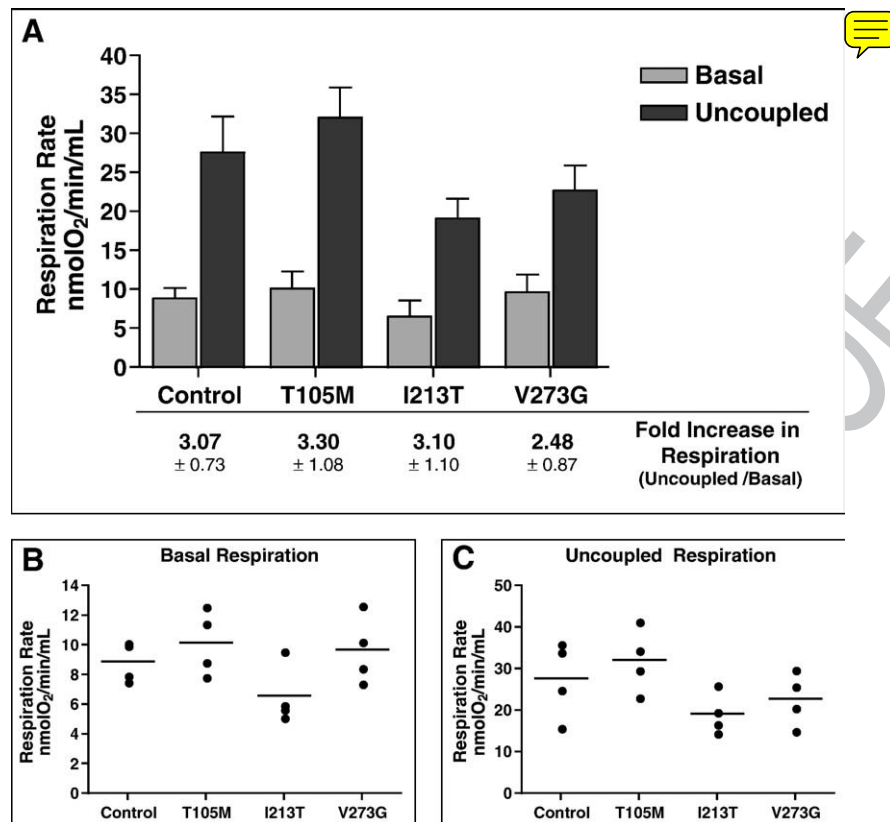 A
40
35
30
25
20
15
10
5
0
Respiration Rate
nmolO₂/min/mL
Basal
Uncoupled
Control T105M I213T V273G
3.07 3.30 3.10 2.48
± 0.73 ± 1.08 ± 1.10 ± 0.87
Fold Increase in
Respiration
(Uncoupled /Basal)
B
Basal Respiration
14
12
10
8
6
4
2
0
Respiration Rate
nmolO₂/min/mL
Control T105M I213T V273G
C
Uncoupled Respiration
50
40
30
20
10
0
Respiration Rate
nmolO₂/min/mL
Control T105M I213T V273G